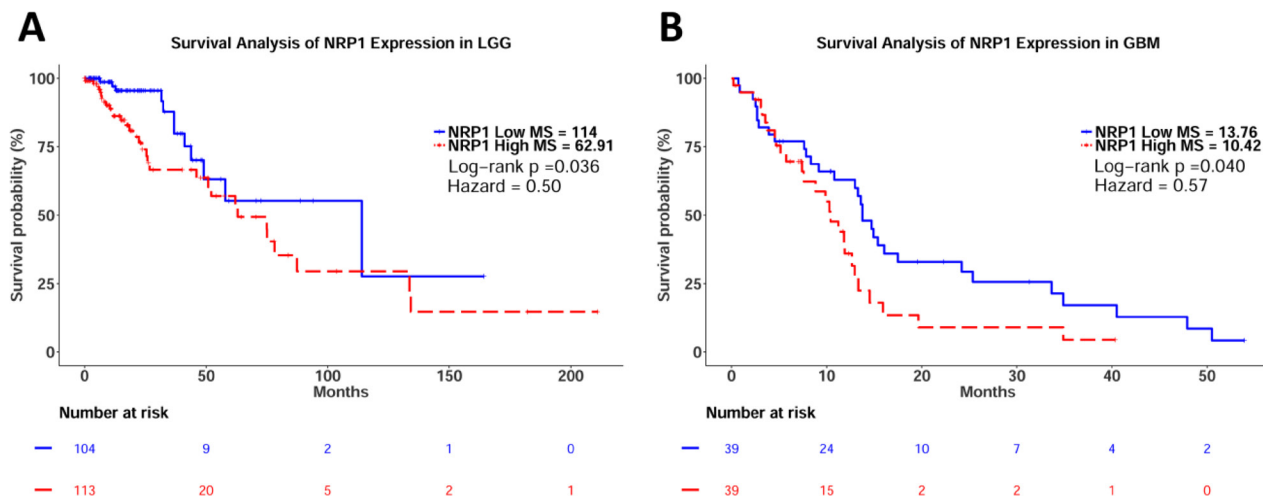 A
Survival Analysis of NRP1 Expression in LGG
Survival probability (%)
100
75
50
25
0
NRP1 Low MS = 114
NRP1 High MS = 62.91
Log-rank p =0.036
Hazard = 0.50
0 50 100 150 200
Months
Number at risk
104 9 2 1 0
113 20 5 2 1
B
Survival Analysis of NRP1 Expression in GBM
Survival probability (%)
100
75
50
25
0
NRP1 Low MS = 13.76
NRP1 High MS = 10.42
Log-rank p =0.040
Hazard = 0.57
0 10 20 30 40 50
Months
Number at risk
39 24 10 7 4 2
39 15 2 2 1 0